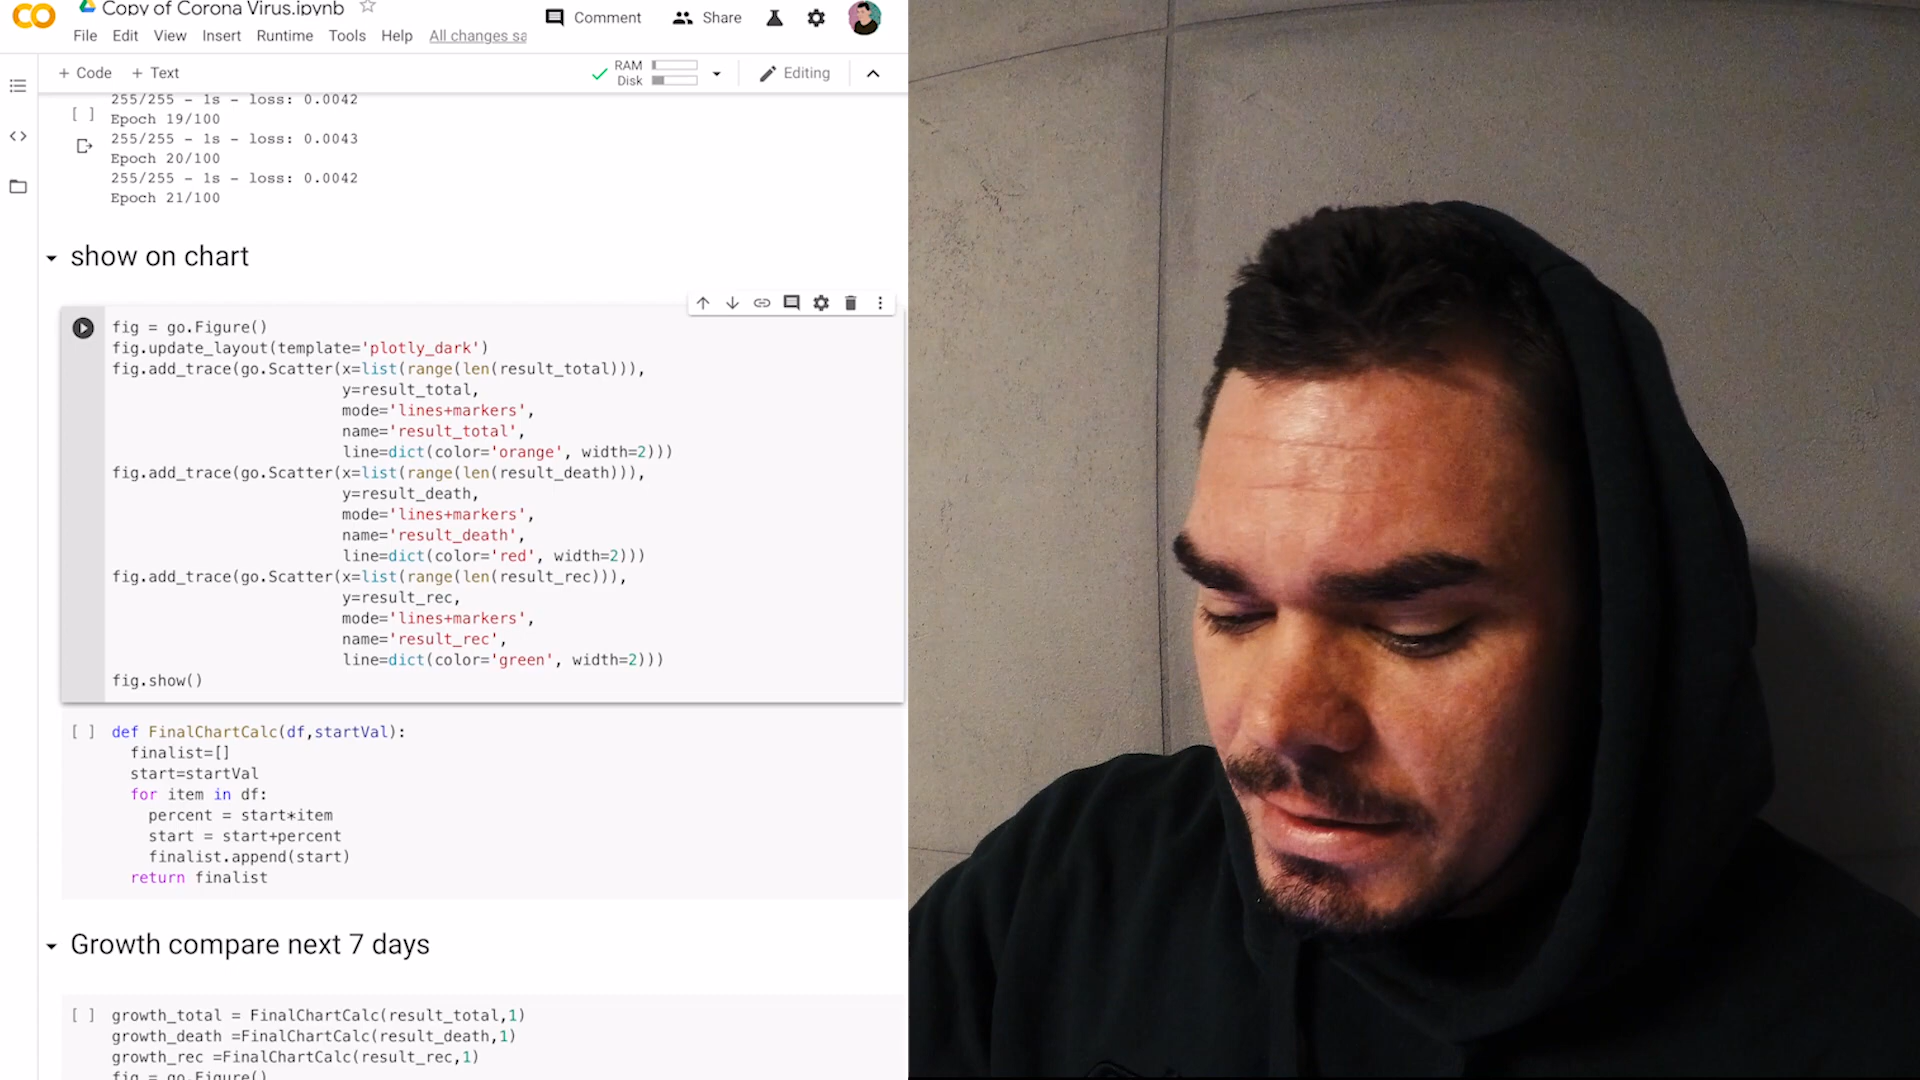 Copy of Corona Virus.ipynb
Comment
Share
File Edit View Insert Runtime Tools Help All changes sa
+ Code + Text
RAM
Disk
Editing
255/255 - 1s - loss: 0.0042
[ ]
Epoch 19/100
255/255 - 1s - loss: 0.0043
Epoch 20/100
255/255 - 1s - loss: 0.0042
Epoch 21/100
show on chart
fig = go.Figure()
fig.update_layout(template='plotly_dark')
fig.add_trace(go.Scatter(x=list(range(len(result_total))),
y=result_total,
mode='lines+markers',
name='result_total',
line=dict(color='orange', width=2)))
fig.add_trace(go.Scatter(x=list(range(len(result_death))),
y=result_death,
mode='lines+markers',
name='result_death',
line=dict(color='red', width=2)))
fig.add_trace(go.Scatter(x=list(range(len(result_rec))),
y=result_rec,
mode='lines+markers',
name='result_rec',
line=dict(color='green', width=2)))
fig.show()
[ ] def FinalChartCalc(df,startVal):
finalist=[]
start=startVal
for item in df:
percent = start*item
start = start+percent
finalist.append(start)
return finalist
Growth compare next 7 days
[ ] growth_total = FinalChartCalc(result_total,1)
growth_death =FinalChartCalc(result_death,1)
growth_rec =FinalChartCalc(result_rec,1)
fig = go.Figure()